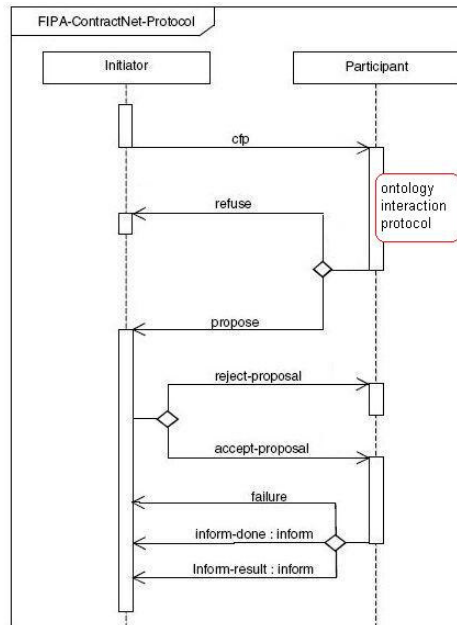 FIPA-ContractNet-Protocol
Initiator
Participant
cfp
ontology
interaction
protocol
refuse
propose
reject-proposal
accept-proposal
failure
inform-done : inform
Inform-result : inform